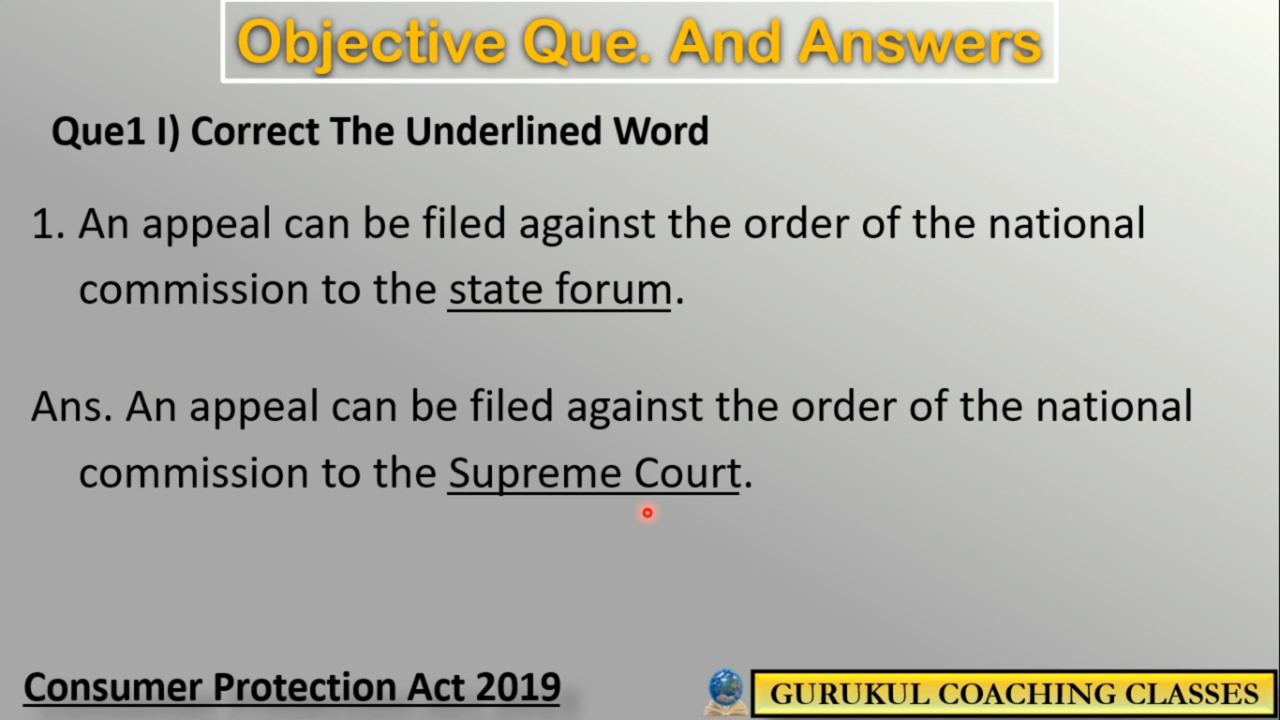 Objective Que. And Answers
Que1 I) Correct The Underlined Word
1. An appeal can be filed against the order of the national
commission to the state forum.
Ans. An appeal can be filed against the order of the national
commission to the Supreme Court.
Consumer Protection Act 2019
GURUKUL COACHING CLASSES